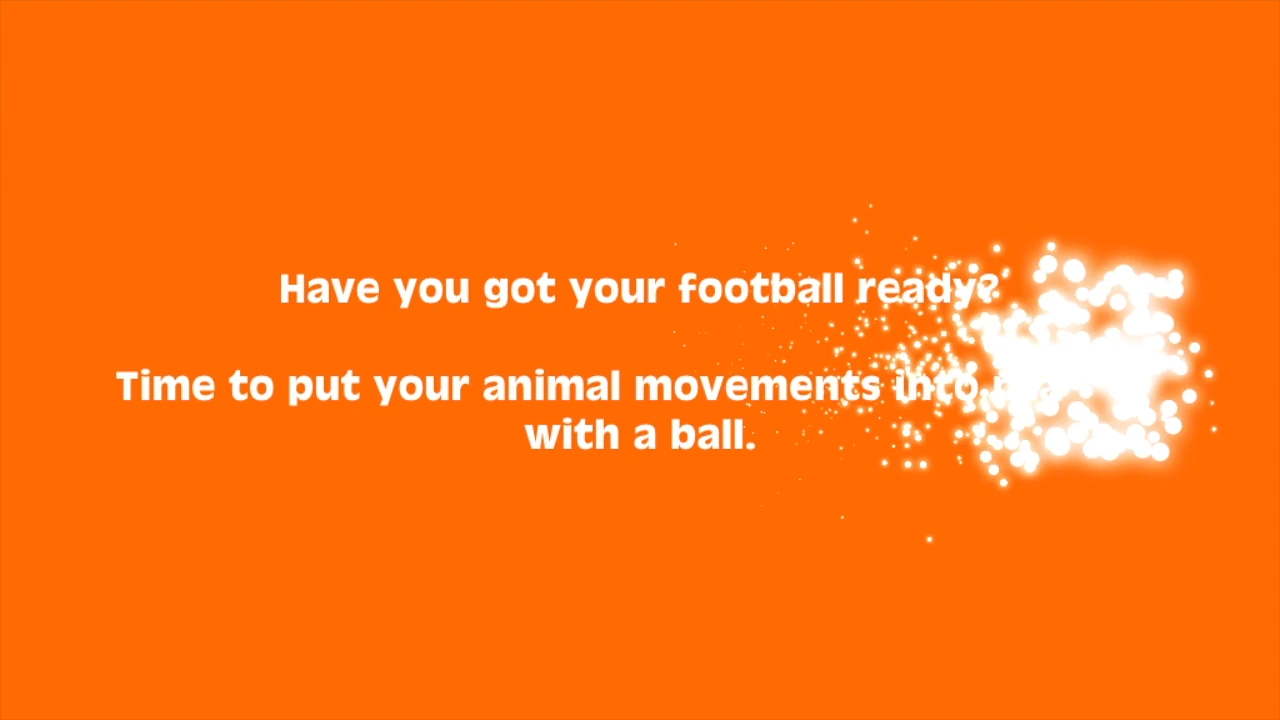 Have you got your football ready?
Time to put your animal movements into
with a ball.